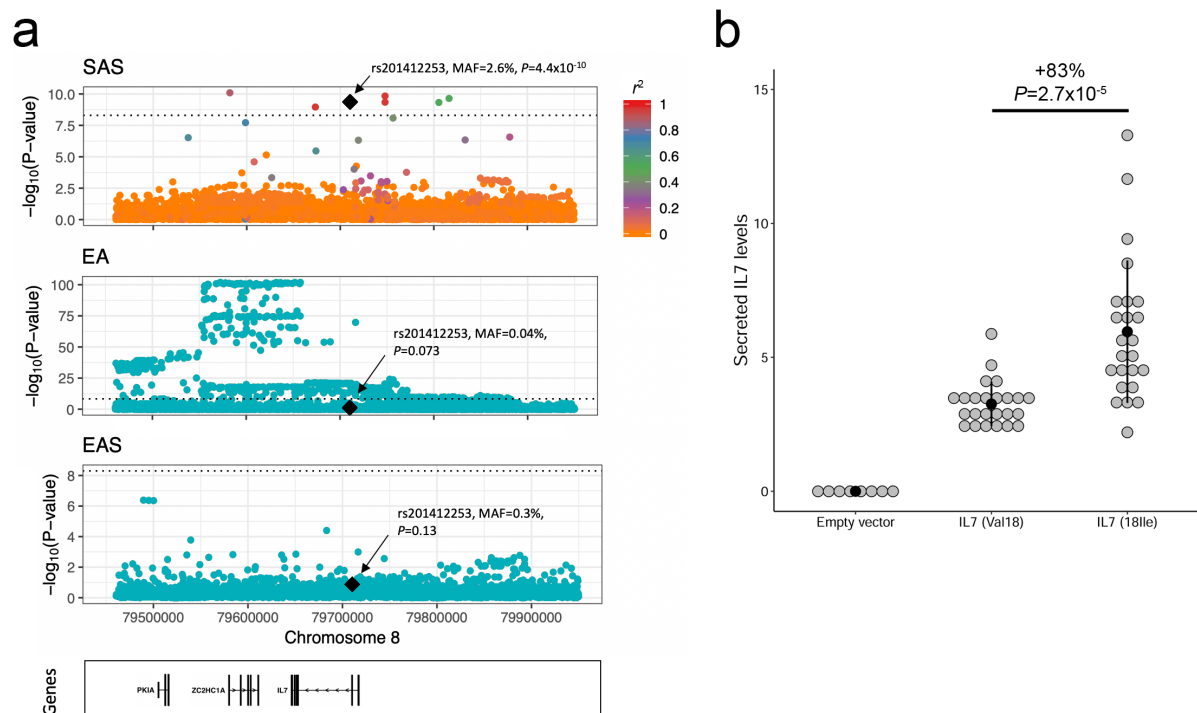 a
SAS
rs201412253, MAF=2.6%, P=4.4x10-10
−log10(P−value)
10.0
7.5
5.0
2.5
0.0
r2
1
0.8
0.6
0.4
0.2
0
EA
rs201412253, MAF=0.04%,
P=0.073
−log10(P−value)
100
75
50
25
0
EAS
rs201412253, MAF=0.3%,
P=0.13
−log10(P−value)
8
6
4
2
0
79500000 79600000 79700000 79800000 79900000
Chromosome 8
Genes
PKIA ZC2HC1A IL7
b
+83%
P=2.7x10-5
Secreted IL7 levels
15
10
5
0
Empty vector IL7 (Val18) IL7 (18Ile)